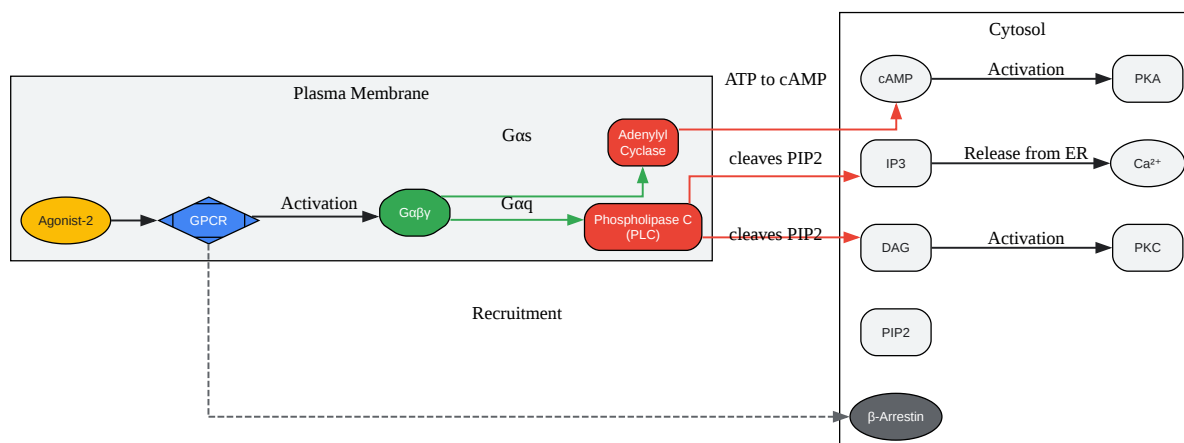 Cytosol
ATP to cAMP
cAMP
Activation
PKA
Plasma Membrane
Gαs
Adenylyl
Cyclase
cleaves PIP2
IP3
Release from ER
Ca²⁺
Agonist-2
GPCR
Activation
Gαβγ
Gαq
Phospholipase C
(PLC)
cleaves PIP2
DAG
Activation
PKC
Recruitment
PIP2
β-Arrestin